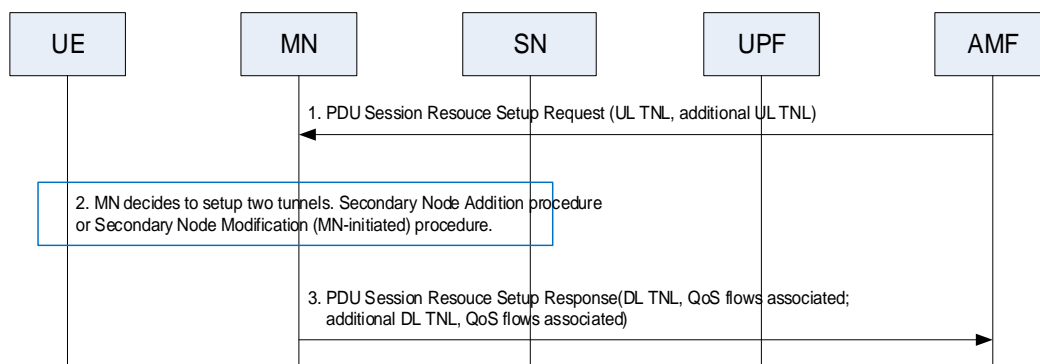 UE MN SN UPF AMF
1. PDU Session Resouce Setup Request (UL TNL, additional UL TNL)
2. MN decides to setup two tunnels. Secondary Node Addition procedure
or Secondary Node Modification (MN-initiated) procedure.
3. PDU Session Resouce Setup Response(DL TNL, QoS flows associated;
additional DL TNL, QoS flows associated)